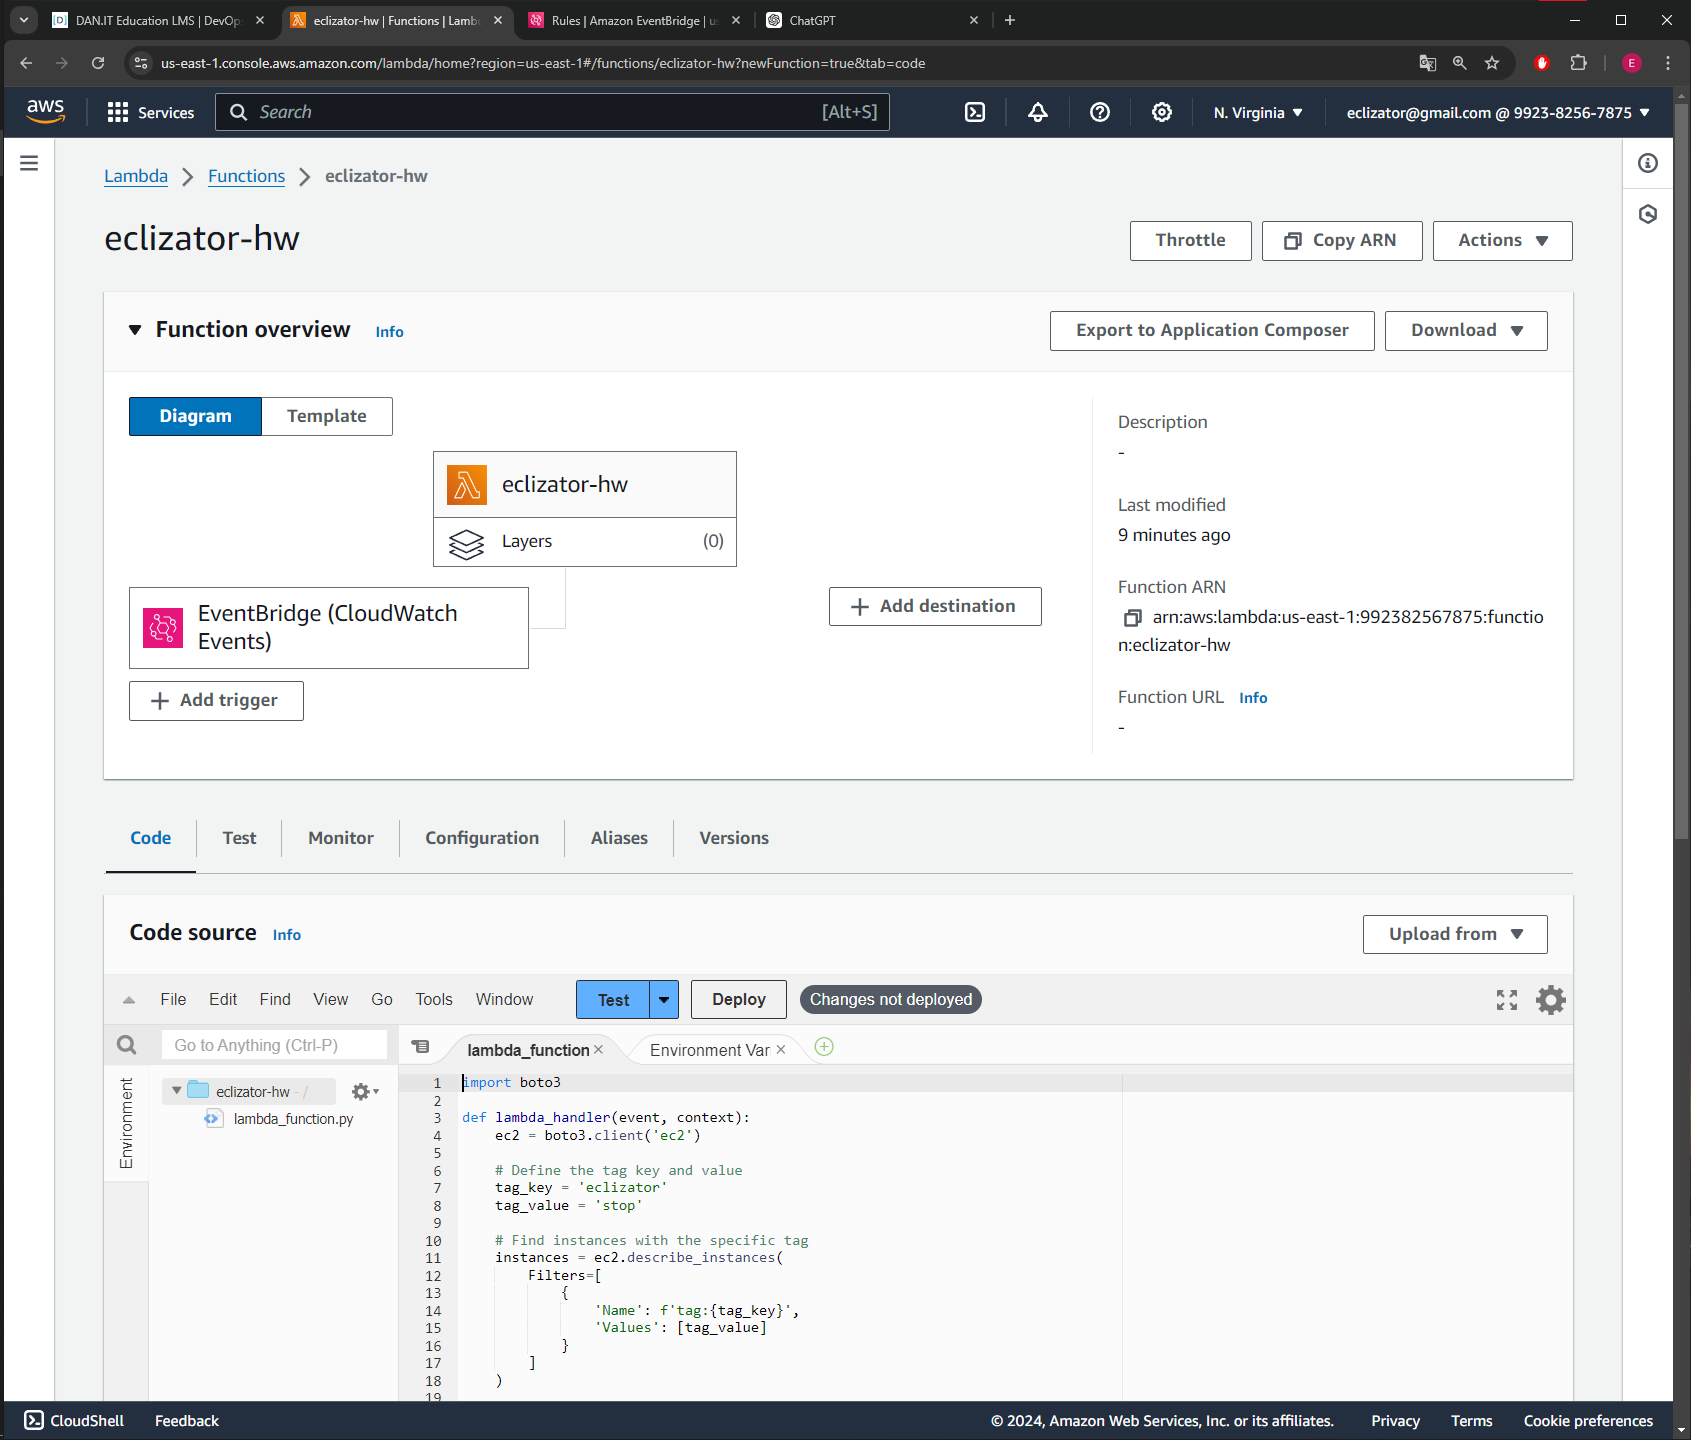 DAN.IT Education LMS | DevOp
eclizator-hw | Functions | Lamb
Rules | Amazon EventBridge | u
ChatGPT
us-east-1.console.aws.amazon.com/lambda/home?region=us-east-1#/functions/eclizator-hw?newFunction=true&tab=code
E
aws
Services
Search
[Alt+S]
N. Virginia
eclizator@gmail.com @ 9923-8256-7875
Lambda
Functions
eclizator-hw
eclizator-hw
Throttle
Copy ARN
Actions
Function overview
Info
Export to Application Composer
Download
Diagram
Template
eclizator-hw
Layers
(0)
EventBridge (CloudWatch
Events)
Add trigger
Add destination
Description
-
Last modified
9 minutes ago
Function ARN
arn:aws:lambda:us-east-1:992382567875:functio
n:eclizator-hw
Function URL
Info
-
Code
Test
Monitor
Configuration
Aliases
Versions
Code source
Info
Upload from
File
Edit
Find
View
Go
Tools
Window
Test
Deploy
Changes not deployed
Go to Anything (Ctrl-P)
Environment
eclizator-hw - /
lambda_function.py
lambda_function
Environment Var
1 import boto3
2
3 def lambda_handler(event, context):
4     ec2 = boto3.client('ec2')
5
6     # Define the tag key and value
7     tag_key = 'eclizator'
8     tag_value = 'stop'
9
10     # Find instances with the specific tag
11     instances = ec2.describe_instances(
12         Filters=[
13             {
14                 'Name': f'tag:{tag_key}',
15                 'Values': [tag_value]
16             }
17         ]
18     )
19
CloudShell
Feedback
© 2024, Amazon Web Services, Inc. or its affiliates.
Privacy
Terms
Cookie preferences